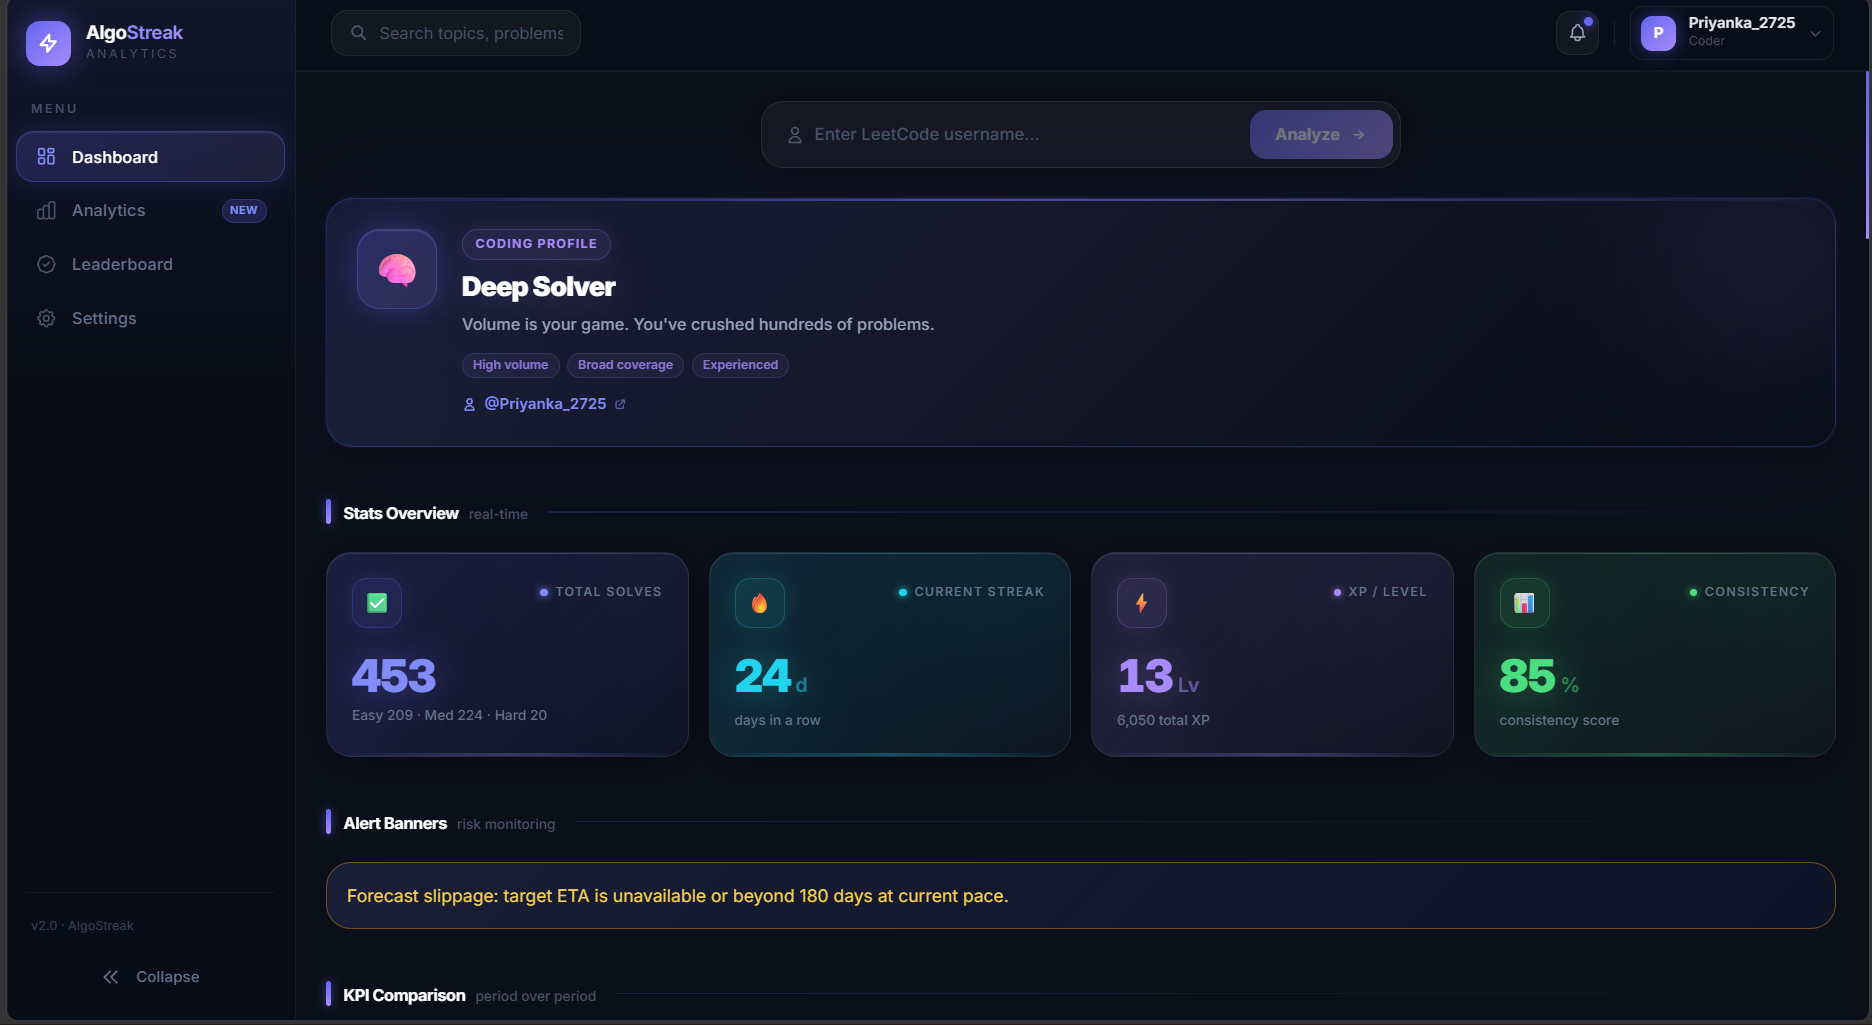 AlgoStreak
ANALYTICS
Search topics, problems
P
Priyanka_2725
Coder
MENU
Dashboard
Analytics
NEW
Leaderboard
Settings
Enter LeetCode username...
Analyze →
CODING PROFILE
Deep Solver
Volume is your game. You've crushed hundreds of problems.
High volume
Broad coverage
Experienced
@Priyanka_2725
Stats Overview real-time
TOTAL SOLVES
453
Easy 209 · Med 224 · Hard 20
CURRENT STREAK
24 d
days in a row
XP / LEVEL
13 Lv
6,050 total XP
CONSISTENCY
85 %
consistency score
Alert Banners risk monitoring
Forecast slippage: target ETA is unavailable or beyond 180 days at current pace.
KPI Comparison period over period
v2.0 · AlgoStreak
Collapse